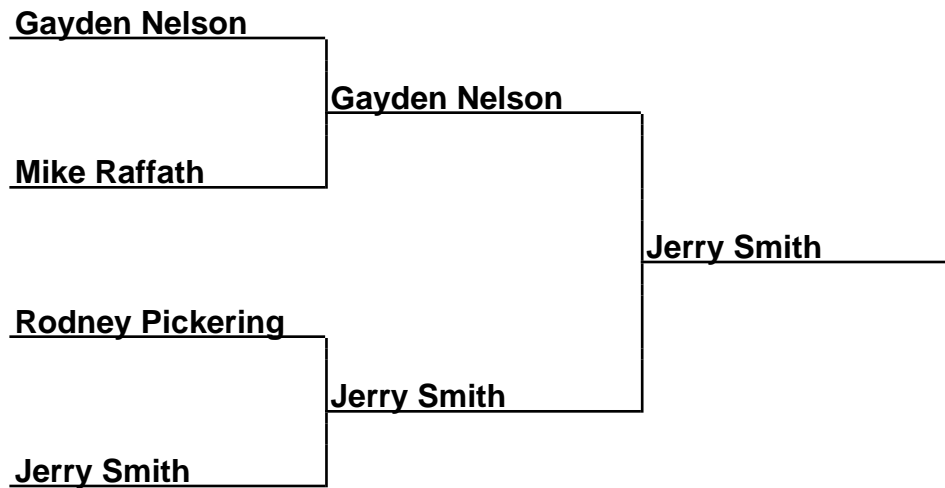 Gayden Nelson
Gayden Nelson
Mike Raffath
Jerry Smith
Rodney Pickering
Jerry Smith
Jerry Smith